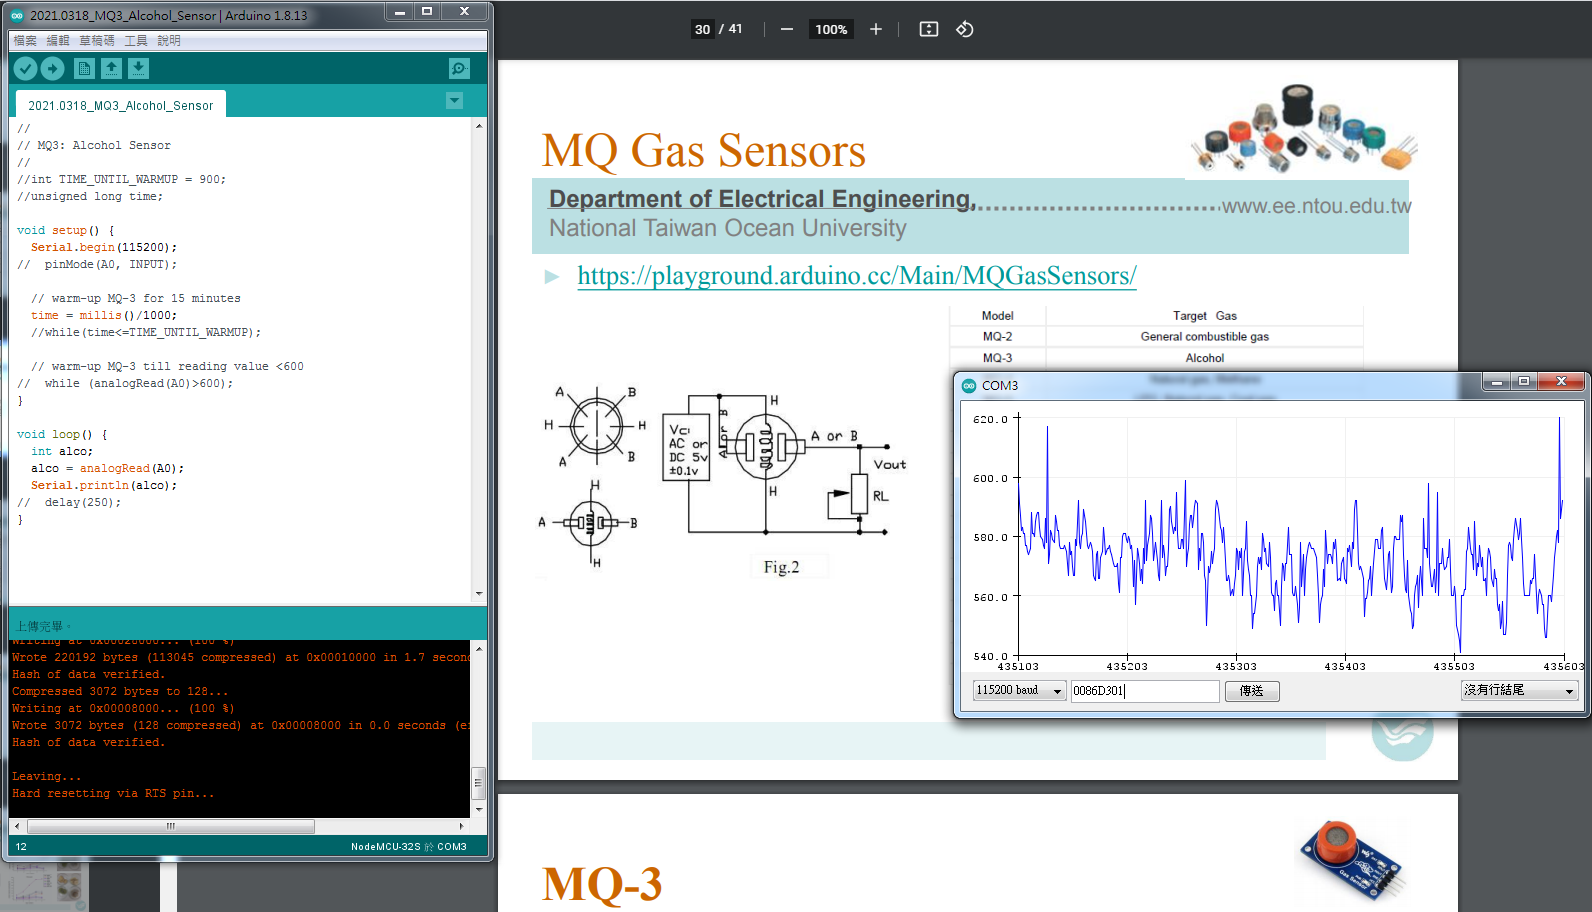 2021.0318_MQ3_Alcohol_Sensor | Arduino 1.8.13
檔案 編輯 草稿碼 工具 說明
2021.0318_MQ3_Alcohol_Sensor
//
// MQ3: Alcohol Sensor
//
//int TIME_UNTIL_WARMUP = 900;
//unsigned long time;
void setup() {
Serial.begin(115200);
// pinMode(A0, INPUT);
// warm-up MQ-3 for 15 minutes
time = millis()/1000;
//while(time<=TIME_UNTIL_WARMUP);
// warm-up MQ-3 till reading value <600
// while (analogRead(A0)>600);
}
void loop() {
int alco;
alco = analogRead(A0);
Serial.println(alco);
// delay(250);
}
上傳完畢。
Writing at 0x00020000... (100 %)
Wrote 220192 bytes (113045 compressed) at 0x00010000 in 1.7 second
Hash of data verified.
Compressed 3072 bytes to 128...
Writing at 0x00008000... (100 %)
Wrote 3072 bytes (128 compressed) at 0x00008000 in 0.0 seconds (e
Hash of data verified.
Leaving...
Hard resetting via RTS pin...
12
NodeMCU-32S 於 COM3
30 / 41
100%
MQ Gas Sensors
Department of Electrical Engineering,
www.ee.ntou.edu.tw
National Taiwan Ocean University
https://playground.arduino.cc/Main/MQGasSensors/
Model Target Gas
MQ-2 General combustible gas
MQ-3 Alcohol
A B
H H
A B
H
A B
H
Vc:
AC or
DC 5v
±0.1v
A or B
H
H
A or B
Vout
RL
Fig.2
COM3
620.0
600.0
580.0
560.0
540.0
435103 435203 435303 435403 435503 435603
115200 baud
0086D301
傳送
沒有行結尾
MQ-3
Gas Sensor